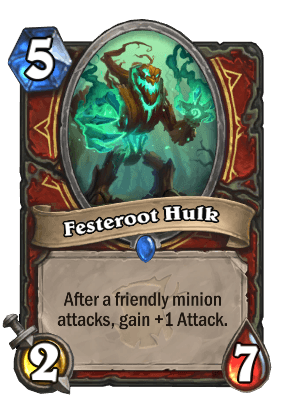 5
Festeroot Hulk
After a friendly minion
attacks, gain +1 Attack.
2
7